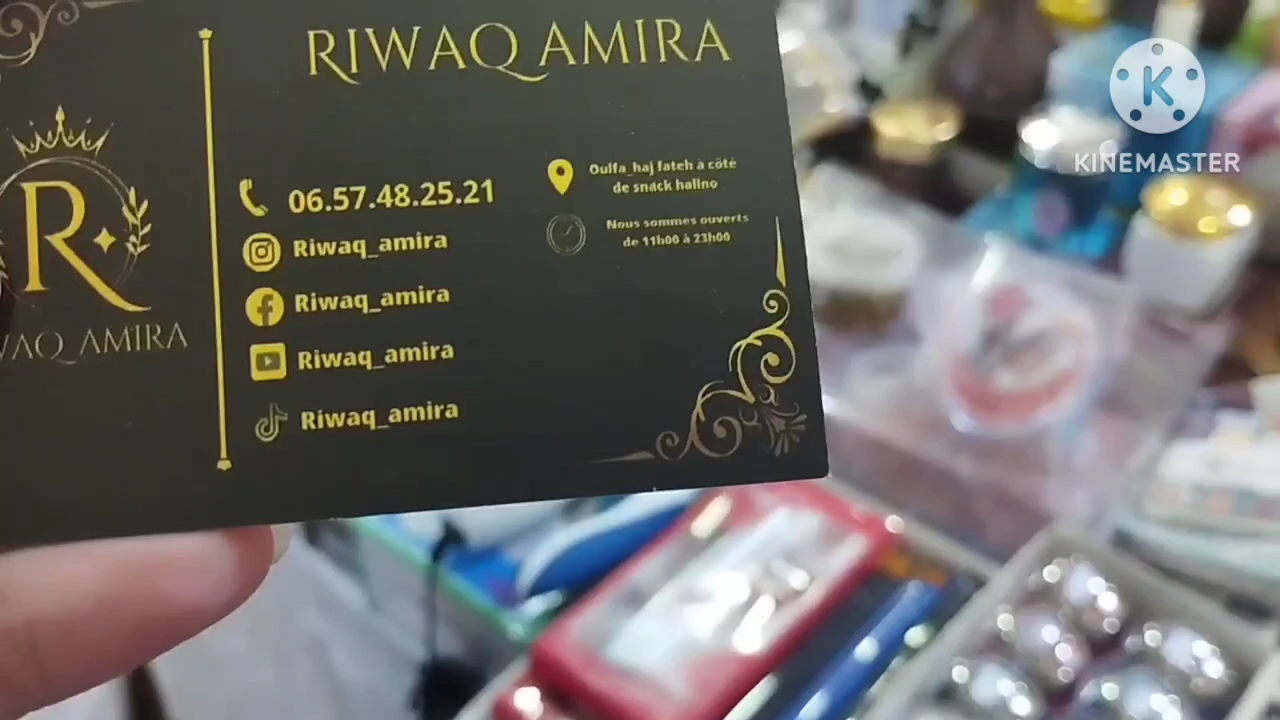 RIWAQ AMIRA
R
WAQ AMIRA
06.57.48.25.21
Riwaq_amira
Riwaq_amira
Riwaq_amira
Riwaq_amira
Oulfa_haj fateh à côté
de snack halino
Nous sommes ouverts
de 11h00 à 23h00
K
KINEMASTER